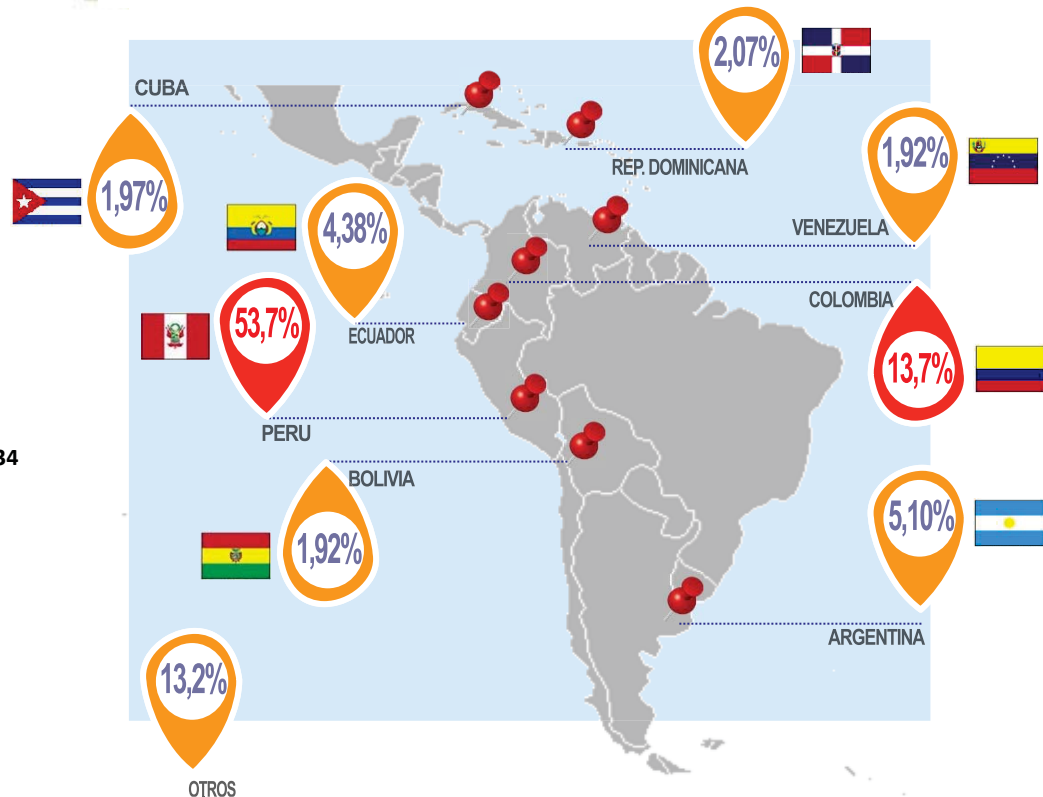 2,07%
CUBA
1,92%
REP. DOMINICANA
1,97%
4,38%
VENEZUELA
COLOMBIA
53,7%
ECUADOR
13,7%
PERU
34
BOLIVIA
5,10%
1,92%
ARGENTINA
13,2%
OTROS